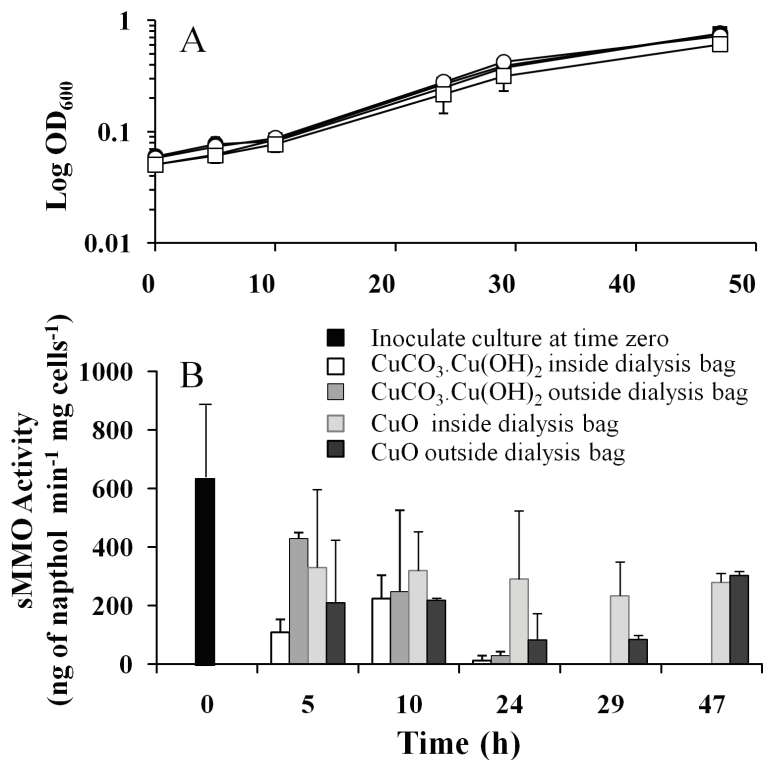 A
1
0.1
0.01
Log OD600
0 10 20 30 40 50
Inoculate culture at time zero
CuCO3.Cu(OH)2 inside dialysis bag
CuCO3.Cu(OH)2 outside dialysis bag
CuO inside dialysis bag
CuO outside dialysis bag
B
1000
800
600
400
200
0
sMMO Activity
(ng of napthol min-1 mg cells-1)
0 5 10 24 29 47
Time (h)